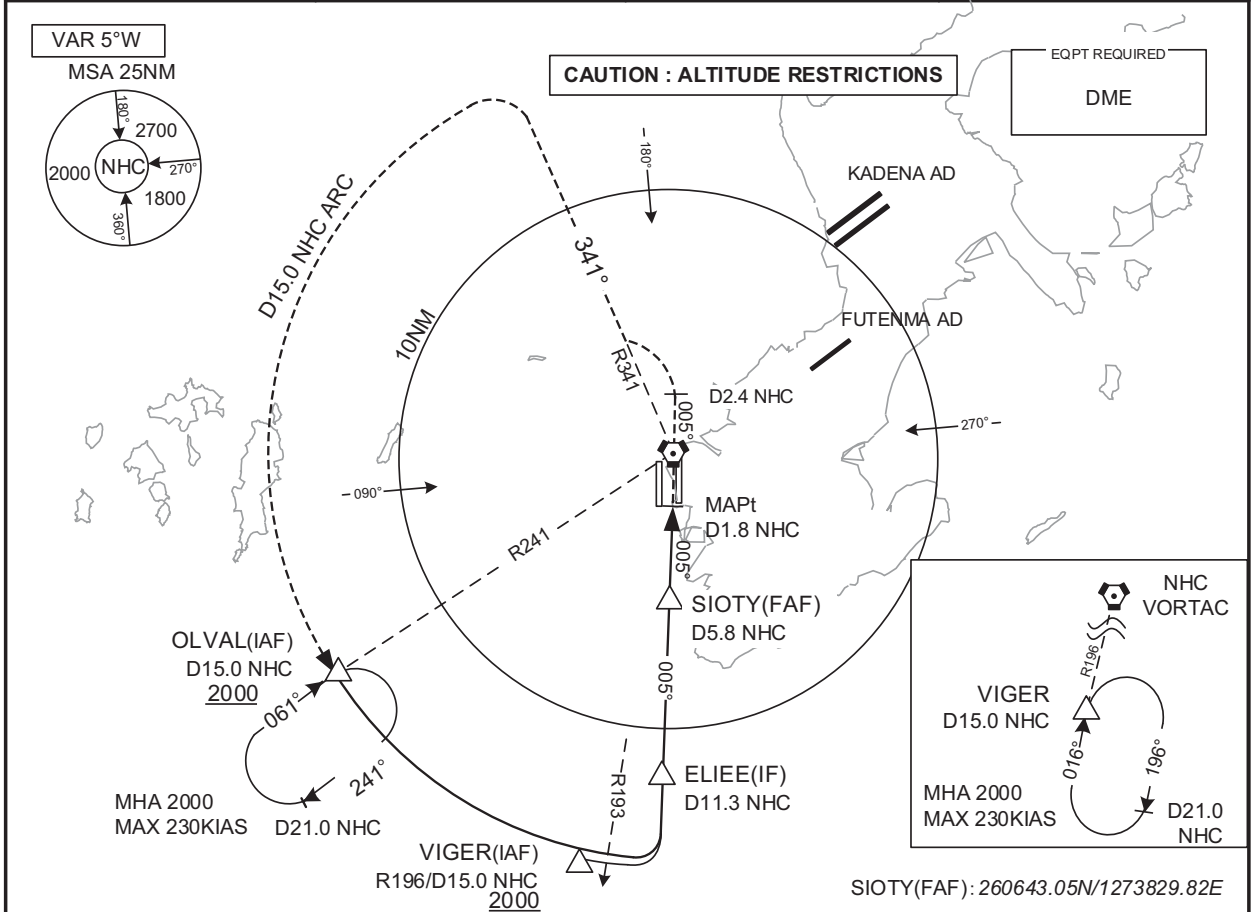 VAR 5°W
MSA 25NM
180°
2700
NHC
2000
270°
1800
360°
CAUTION : ALTITUDE RESTRICTIONS
EQPT REQUIRED
DME
180°
KADENA AD
D15.0 NHC ARC
341°
10NM
FUTENMA AD
R341
D2.4 NHC
005°
270°
090°
MAPt
D1.8 NHC
R241
005°
SIOTY(FAF)
D5.8 NHC
OLVAL(IAF)
D15.0 NHC
2000
061°
005°
241°
ELIEE(IF)
D11.3 NHC
R193
MHA 2000
MAX 230KIAS
D21.0 NHC
VIGER(IAF)
R196/D15.0 NHC
2000
NHC
VORTAC
R196
VIGER
D15.0 NHC
016°
196°
MHA 2000
MAX 230KIAS
D21.0
NHC
SIOTY(FAF): 260643.05N/1273829.82E